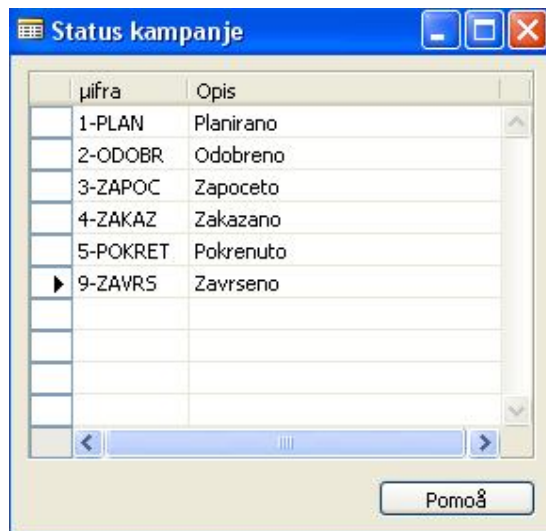 Status kampanje
µifra Opis
1-PLAN Planirano
2-ODOBR Odobreno
3-ZAPOC Zapoceto
4-ZAKAZ Zakazano
5-POKRET Pokrenuto
9-ZAVRS Zavrseno
Pomoå